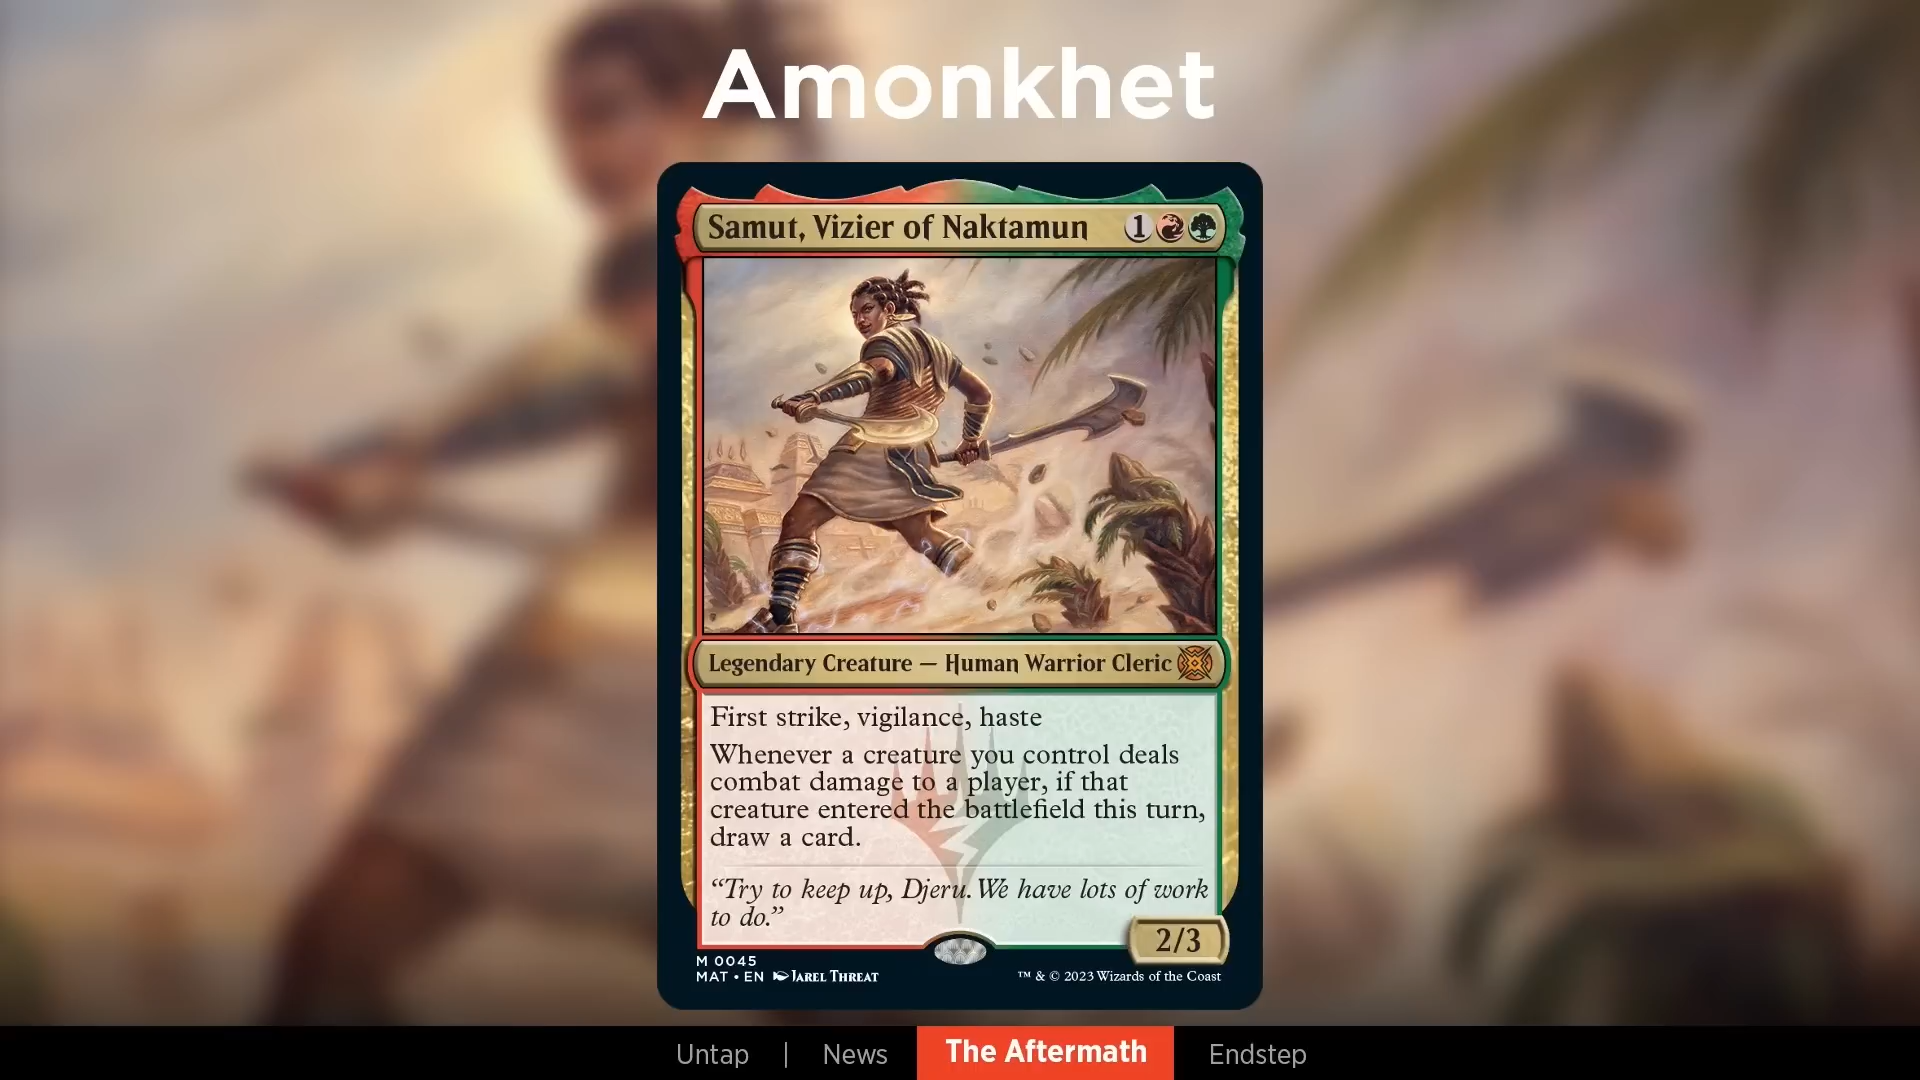 Amonkhet
Samut, Vizier of Naktamun 1
Legendary Creature — Human Warrior Cleric
First strike, vigilance, haste
Whenever a creature you control deals
combat damage to a player, if that
creature entered the battlefield this turn,
draw a card.
“Try to keep up, Djeru. We have lots of work
to do.”
2/3
M 0045
MAT • EN JAREL THREAT
™ & © 2023 Wizards of the Coast
Untap | News The Aftermath Endstep